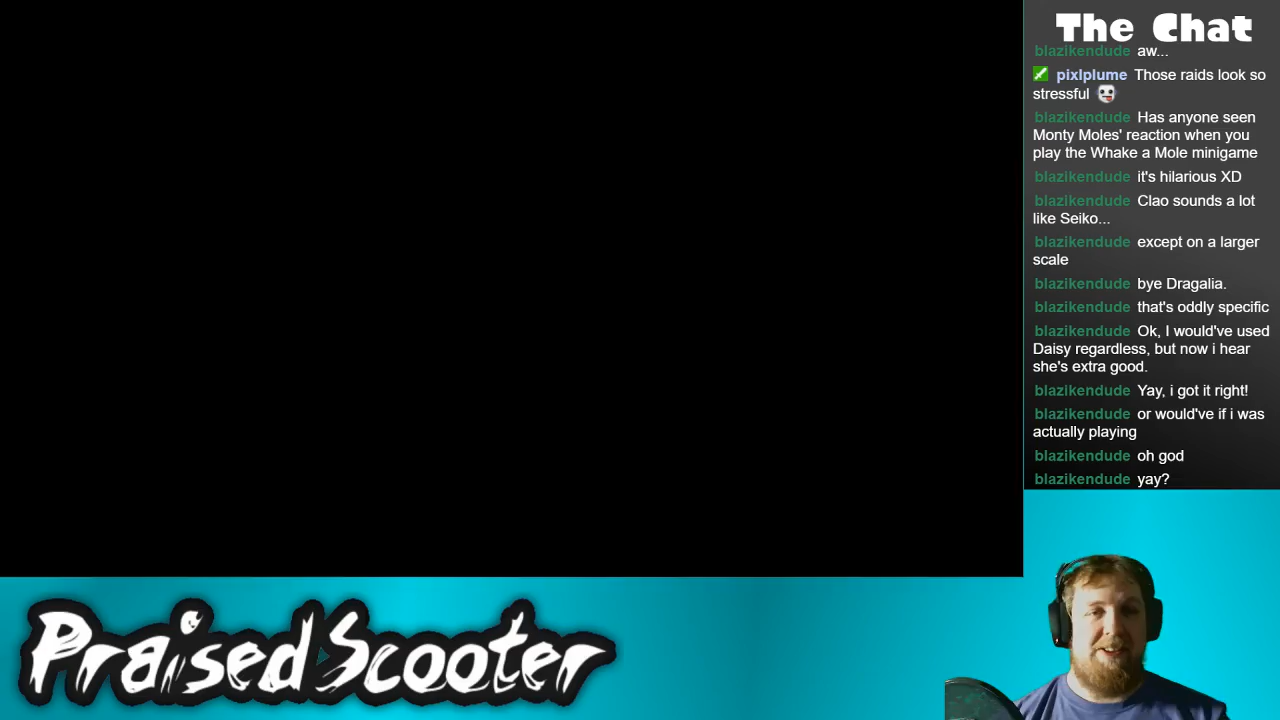 The Chat
blazikendude aw...
pixlplume Those raids look so
stressful
blazikendude Has anyone seen
Monty Moles' reaction when you
play the Whake a Mole minigame
blazikendude it's hilarious XD
blazikendude Clao sounds a lot
like Seiko...
blazikendude except on a larger
scale
blazikendude bye Dragalia.
blazikendude that's oddly specific
blazikendude Ok, I would've used
Daisy regardless, but now i hear
she's extra good.
blazikendude Yay, i got it right!
blazikendude or would've if i was
actually playing
blazikendude oh god
blazikendude yay?
PraisedScooter